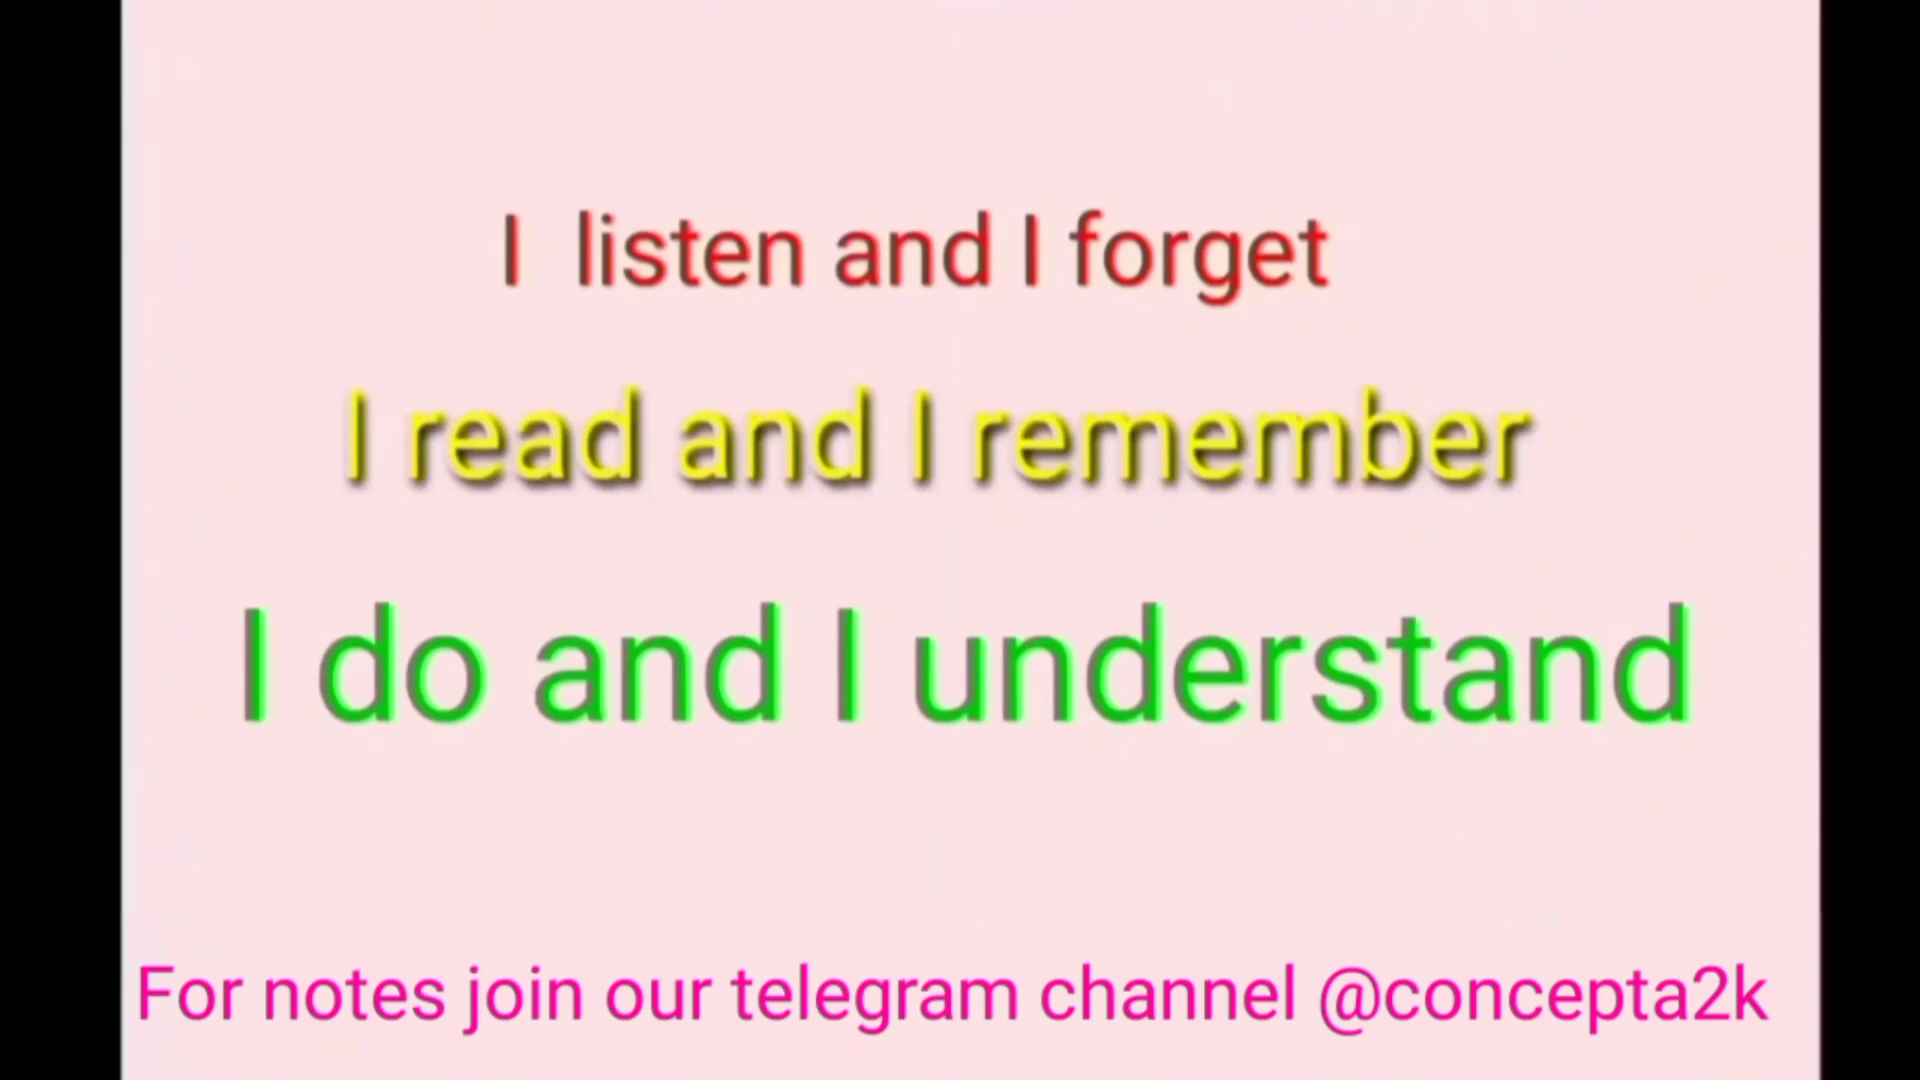 I listen and I forget
I read and I remember
I do and I understand
For notes join our telegram channel @concepta2k